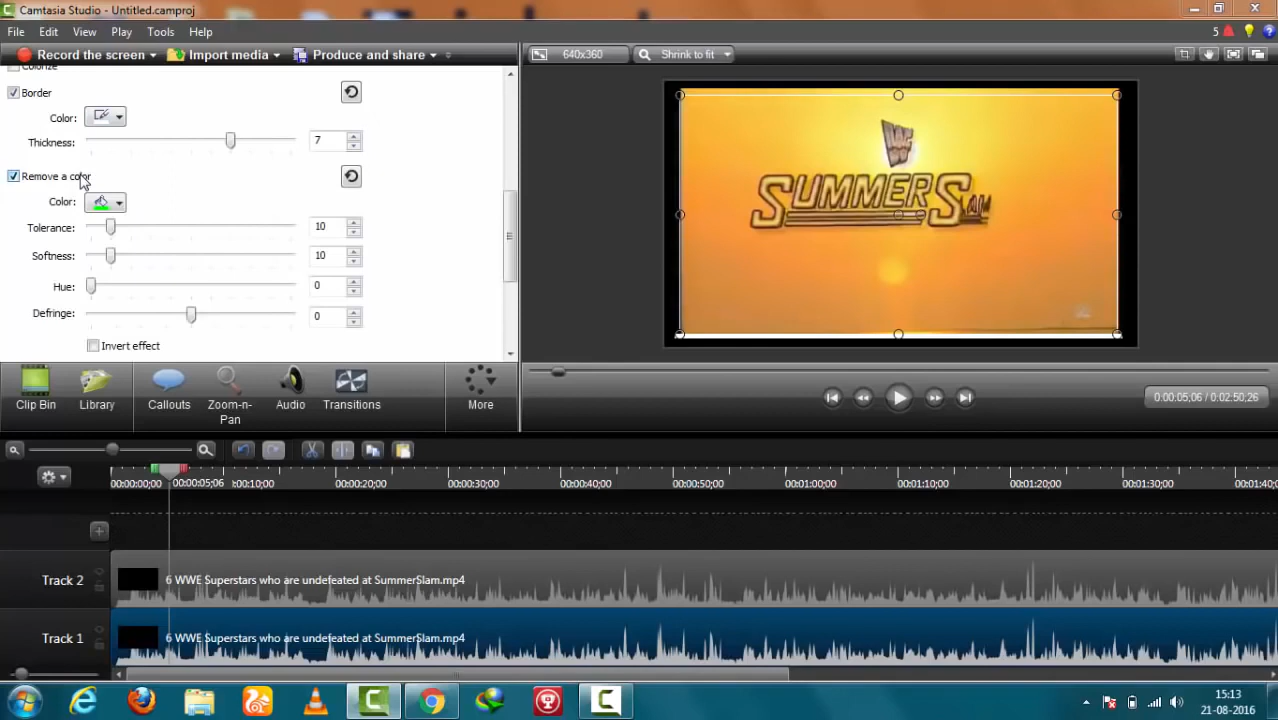 Camtasia Studio - Untitled.camproj
File Edit View Play Tools Help
5
Record the screen Import media Produce and share
640x360 Shrink to fit
Colorize
Border
Color:
Thickness: 7
Remove a color
Color:
Tolerance: 10
Softness: 10
Hue: 0
Defringe: 0
Invert effect
SUMMERSLAM
Clip Bin Library Callouts Zoom-n-Pan Audio Transitions More
0:00:05;06 / 0:02:50;26
00:00:00;00 00:00:05;06 00:00:10;00 00:00:20;00 00:00:30;00 00:00:40;00 00:00:50;00 00:01:00;00 00:01:10;00 00:01:20;00 00:01:30;00 00:01:40;0
Track 2 6 WWE Superstars who are undefeated at SummerSlam.mp4
Track 1 6 WWE Superstars who are undefeated at SummerSlam.mp4
15:13
21-08-2016